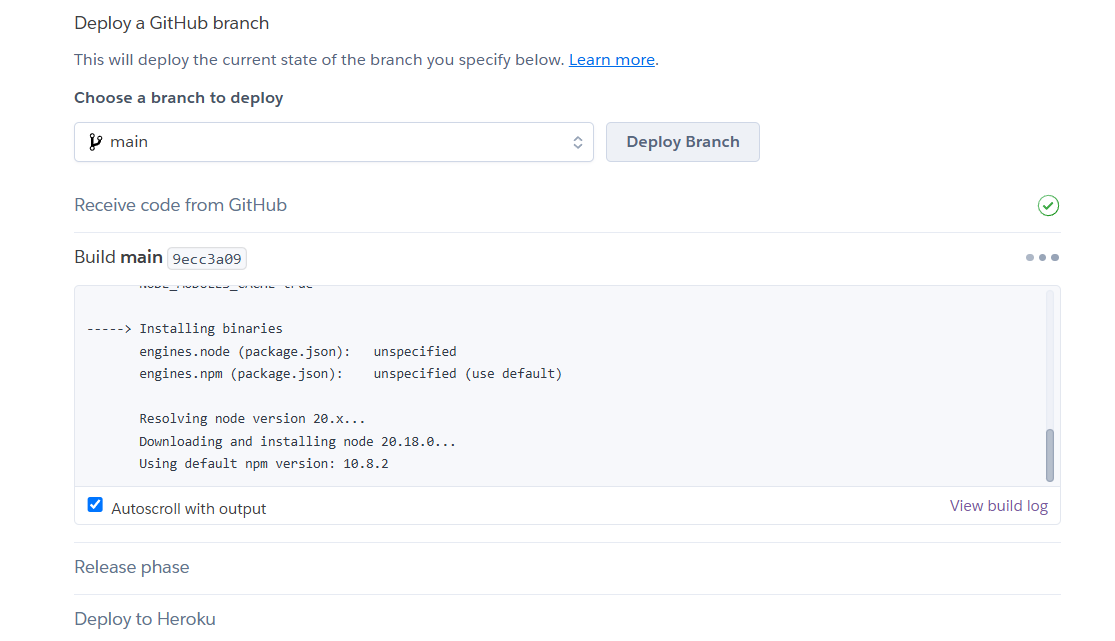 Deploy a GitHub branch
This will deploy the current state of the branch you specify below. Learn more.
Choose a branch to deploy
main
Deploy Branch
Receive code from GitHub
Build main 9ecc3a09
NODE_MODULES_CACHE=true
-----> Installing binaries
engines.node (package.json):   unspecified
engines.npm (package.json):    unspecified (use default)
Resolving node version 20.x...
Downloading and installing node 20.18.0...
Using default npm version: 10.8.2
Autoscroll with output
View build log
Release phase
Deploy to Heroku